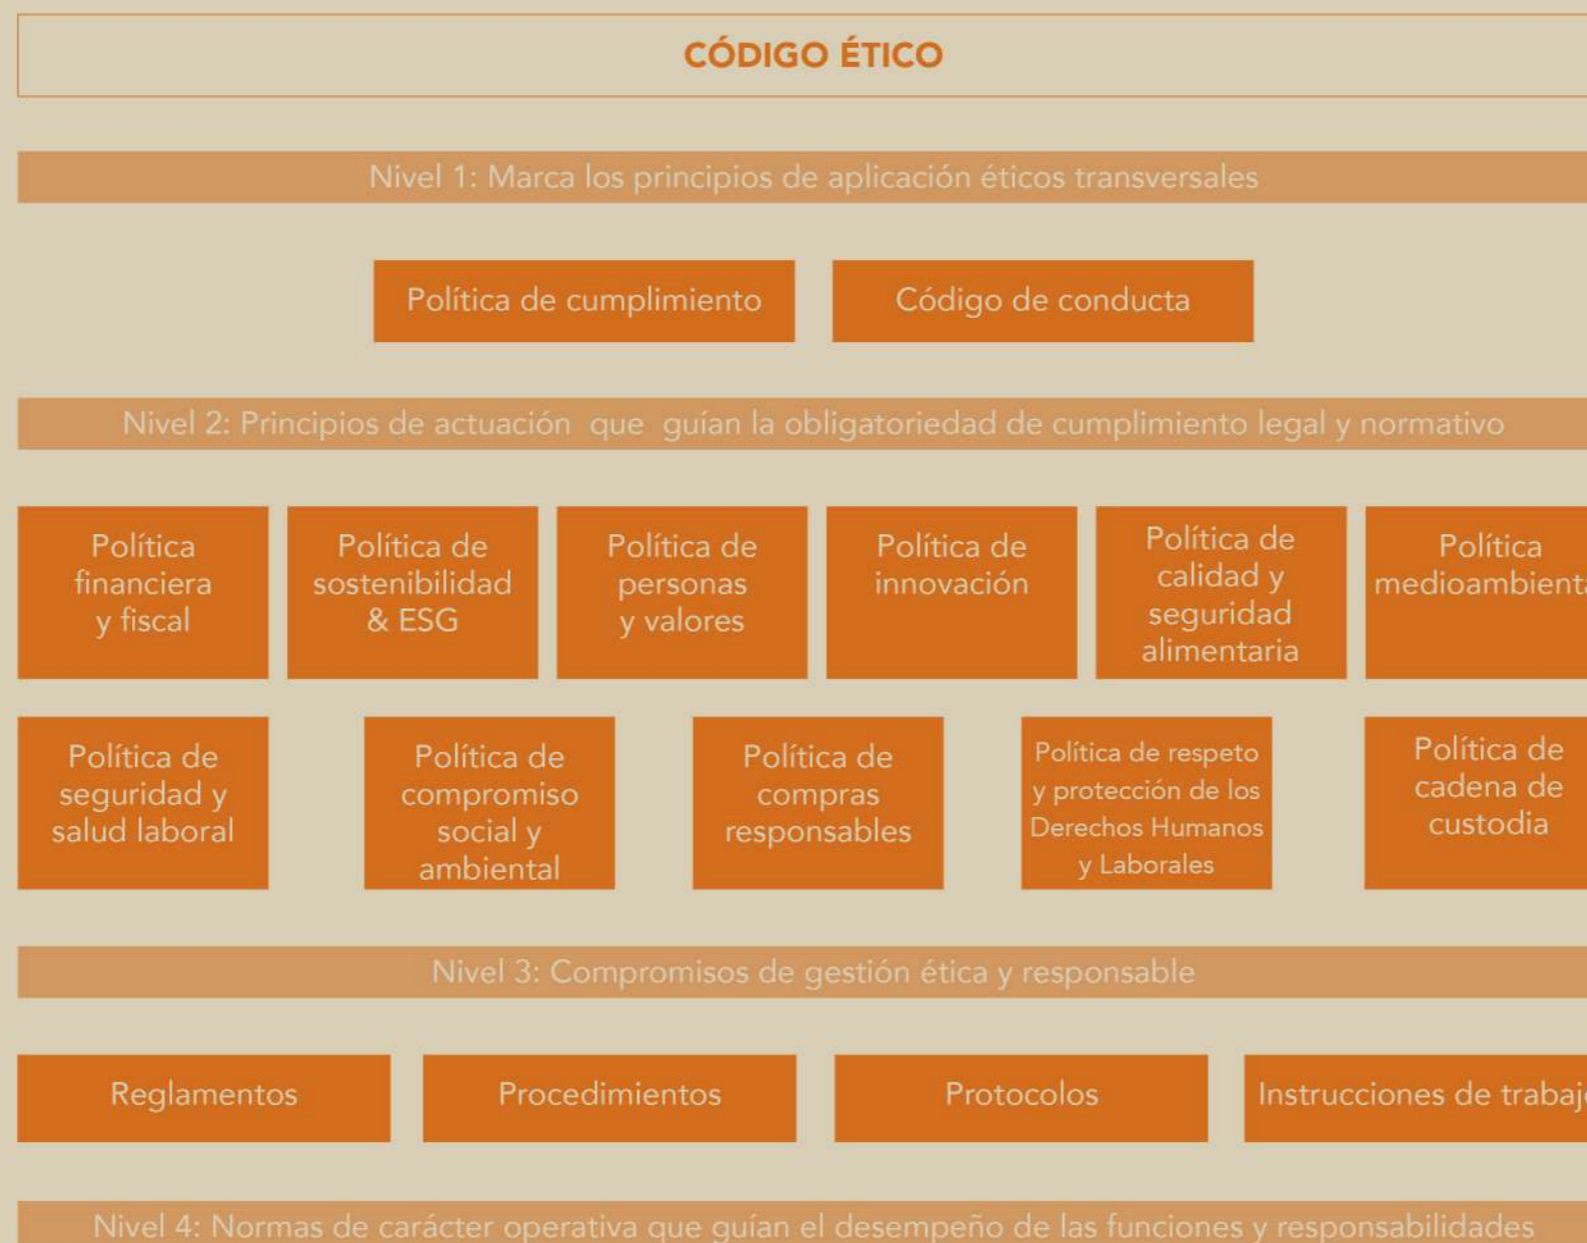 CÓDIGO ÉTICO
Nivel 1: Marca los principios de aplicación éticos transversales
Política de cumplimiento
Código de conducta
Nivel 2: Principios de actuación que guían la obligatoriedad de cumplimiento legal y normativo
Política
financiera
y fiscal
Política de
sostenibilidad
& ESG
Política de
personas
y valores
Política de
innovación
Política de
calidad y
seguridad
alimentaria
Política
medioambienta
Política de
seguridad y
salud laboral
Política de
compromiso
social y
ambiental
Política de
compras
responsables
Política de respeto
y protección de los
Derechos Humanos
y Laborales
Política de
cadena de
custodia
Nivel 3: Compromisos de gestión ética y responsable
Reglamentos
Procedimientos
Protocolos
Instrucciones de trabajo
Nivel 4: Normas de carácter operativa que guían el desempeño de las funciones y responsabilidades